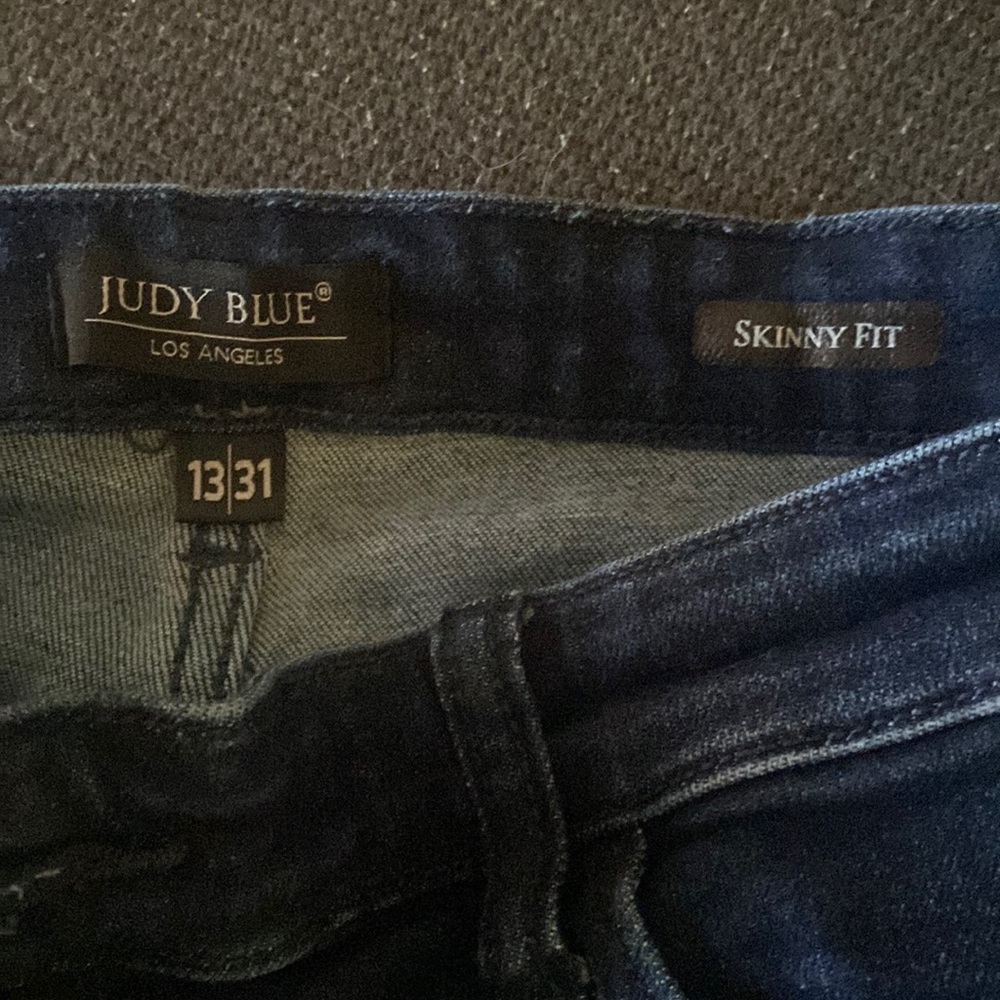 JUDY BLUE®
LOS ANGELES
SKINNY FIT
13|31